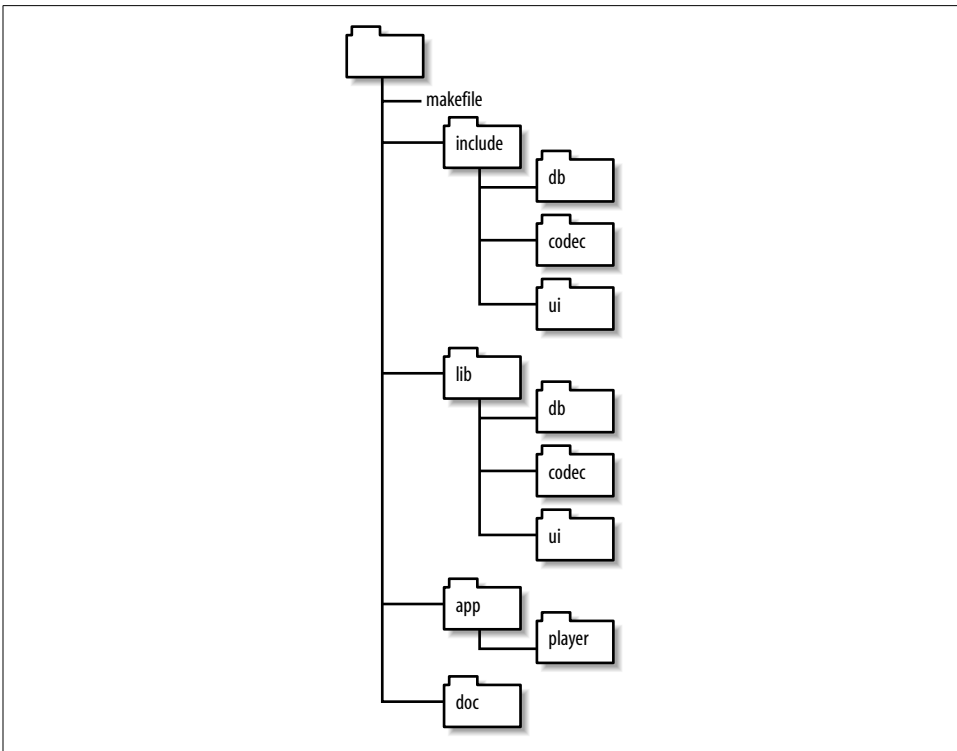 makefile
include
db
codec
ui
lib
db
codec
ui
app
player
doc